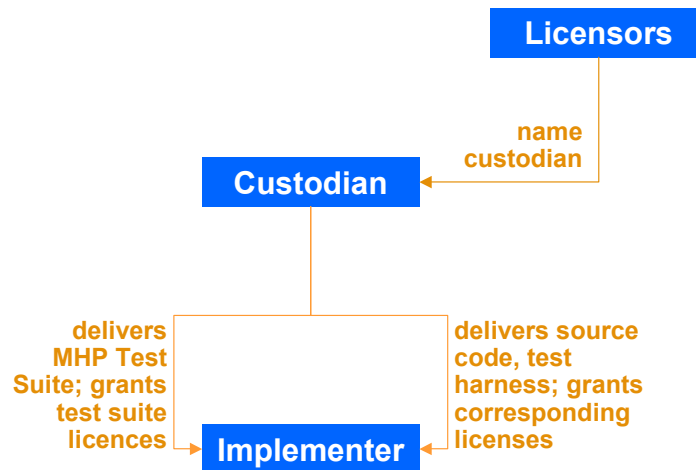 Licensors
name
custodian
Custodian
delivers
MHP Test
Suite; grants
test suite
licences
delivers source
code, test
harness; grants
corresponding
licenses
Implementer